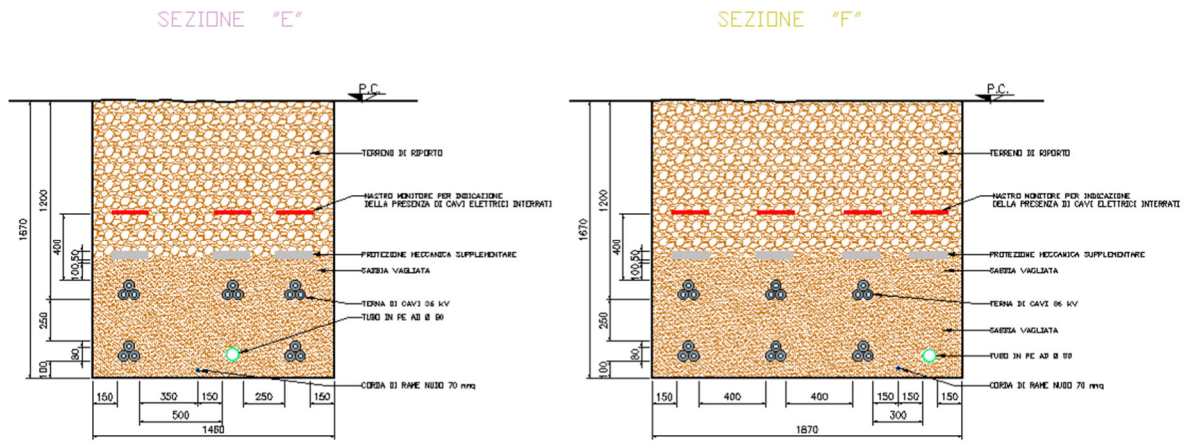 SEZIONE "E"
P.C.
TERRENO DI RIPORTO
NASTRO MONITORE PER INDICAZIONE
DELLA PRESENZA DI CAVI ELETTRICI INTERRATI
PROTEZIONE MECCANICA SUPPLEMENTARE
SABBIA VAGLIATA
TERNA DI CAVI 36 kV
TUBO IN PE AD Ø 80
CORDA DI RAME NUDO 70 mmq
1670
1200
400
50
100
250
80
100
150
350
150
250
150
500
1460
SEZIONE "F"
P.C.
TERRENO DI RIPORTO
NASTRO MONITORE PER INDICAZIONE
DELLA PRESENZA DI CAVI ELETTRICI INTERRATI
PROTEZIONE MECCANICA SUPPLEMENTARE
SABBIA VAGLIATA
TERNA DI CAVI 36 kV
SABBIA VAGLIATA
TUBO IN PE AD Ø 80
CORDA DI RAME NUDO 70 mmq
1670
1200
400
50
100
250
80
100
150
400
400
150
150
150
300
1870